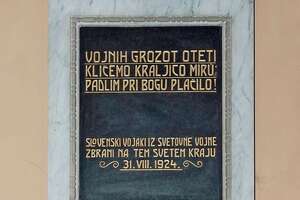 VOJNIH GROZOT OTETI
KLIČEMO KRALJICO MIRU:
PADLIM PRI BOGU PLAČILO!
SLOVENSKI VOJAKI IZ SVETOVNE VOJNE
ZBRANI NA TEM SVETEM KRAJU
31. VIII. 1924.